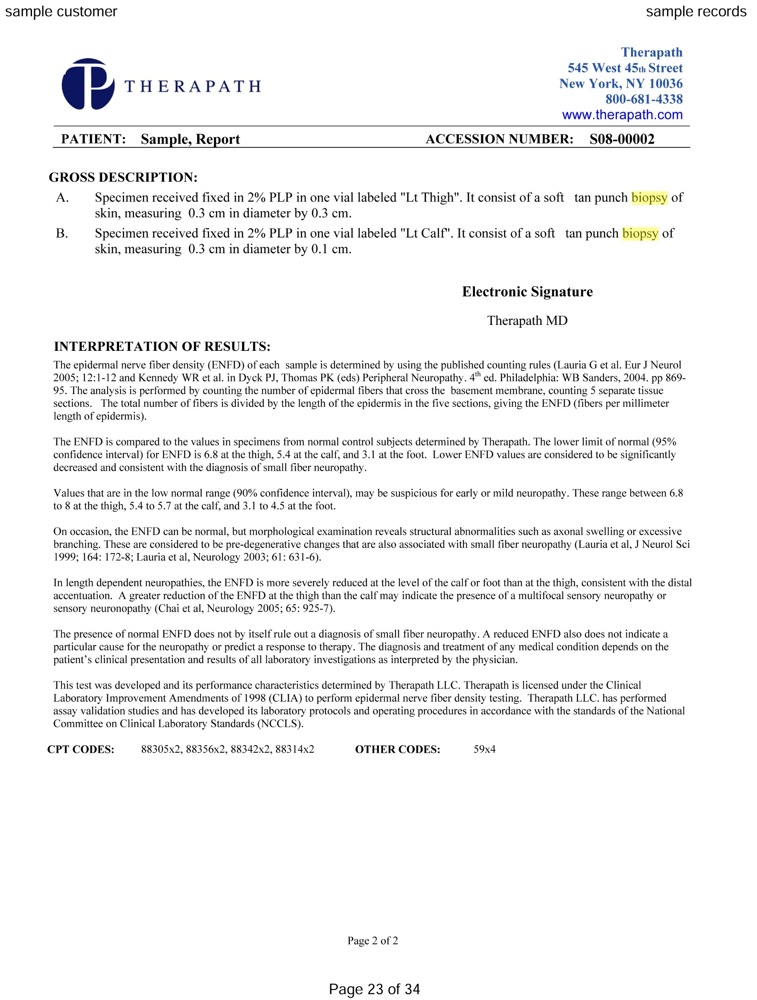 sample customer
sample records
Therapath
545 West 45th Street
New York, NY 10036
800-681-4338
www.therapath.com
THERAPATH
PATIENT: Sample, Report ACCESSION NUMBER: S08-00002
GROSS DESCRIPTION:
A. Specimen received fixed in 2% PLP in one vial labeled "Lt Thigh". It consist of a soft tan punch biopsy of
skin, measuring 0.3 cm in diameter by 0.3 cm.
B. Specimen received fixed in 2% PLP in one vial labeled "Lt Calf". It consist of a soft tan punch biopsy of
skin, measuring 0.3 cm in diameter by 0.1 cm.
Electronic Signature
Therapath MD
INTERPRETATION OF RESULTS:
The epidermal nerve fiber density (ENFD) of each sample is determined by using the published counting rules (Lauria G et al. Eur J Neurol
2005; 12:1-12 and Kennedy WR et al. in Dyck PJ, Thomas PK (eds) Peripheral Neuropathy. 4th ed. Philadelphia: WB Sanders, 2004. pp 869-
95. The analysis is performed by counting the number of epidermal fibers that cross the basement membrane, counting 5 separate tissue
sections. The total number of fibers is divided by the length of the epidermis in the five sections, giving the ENFD (fibers per millimeter
length of epidermis).
The ENFD is compared to the values in specimens from normal control subjects determined by Therapath. The lower limit of normal (95%
confidence interval) for ENFD is 6.8 at the thigh, 5.4 at the calf, and 3.1 at the foot. Lower ENFD values are considered to be significantly
decreased and consistent with the diagnosis of small fiber neuropathy.
Values that are in the low normal range (90% confidence interval), may be suspicious for early or mild neuropathy. These range between 6.8
to 8 at the thigh, 5.4 to 5.7 at the calf, and 3.1 to 4.5 at the foot.
On occasion, the ENFD can be normal, but morphological examination reveals structural abnormalities such as axonal swelling or excessive
branching. These are considered to be pre-degenerative changes that are also associated with small fiber neuropathy (Lauria et al, J Neurol Sci
1999; 164: 172-8; Lauria et al, Neurology 2003; 61: 631-6).
In length dependent neuropathies, the ENFD is more severely reduced at the level of the calf or foot than at the thigh, consistent with the distal
accentuation. A greater reduction of the ENFD at the thigh than the calf may indicate the presence of a multifocal sensory neuropathy or
sensory neuronopathy (Chai et al, Neurology 2005; 65: 925-7).
The presence of normal ENFD does not by itself rule out a diagnosis of small fiber neuropathy. A reduced ENFD also does not indicate a
particular cause for the neuropathy or predict a response to therapy. The diagnosis and treatment of any medical condition depends on the
patient's clinical presentation and results of all laboratory investigations as interpreted by the physician.
This test was developed and its performance characteristics determined by Therapath LLC. Therapath is licensed under the Clinical
Laboratory Improvement Amendments of 1998 (CLIA) to perform epidermal nerve fiber density testing. Therapath LLC. has performed
assay validation studies and has developed its laboratory protocols and operating procedures in accordance with the standards of the National
Committee on Clinical Laboratory Standards (NCCLS).
CPT CODES: 88305x2, 88356x2, 88342x2, 88314x2 OTHER CODES: 59x4
Page 2 of 2
Page 23 of 34